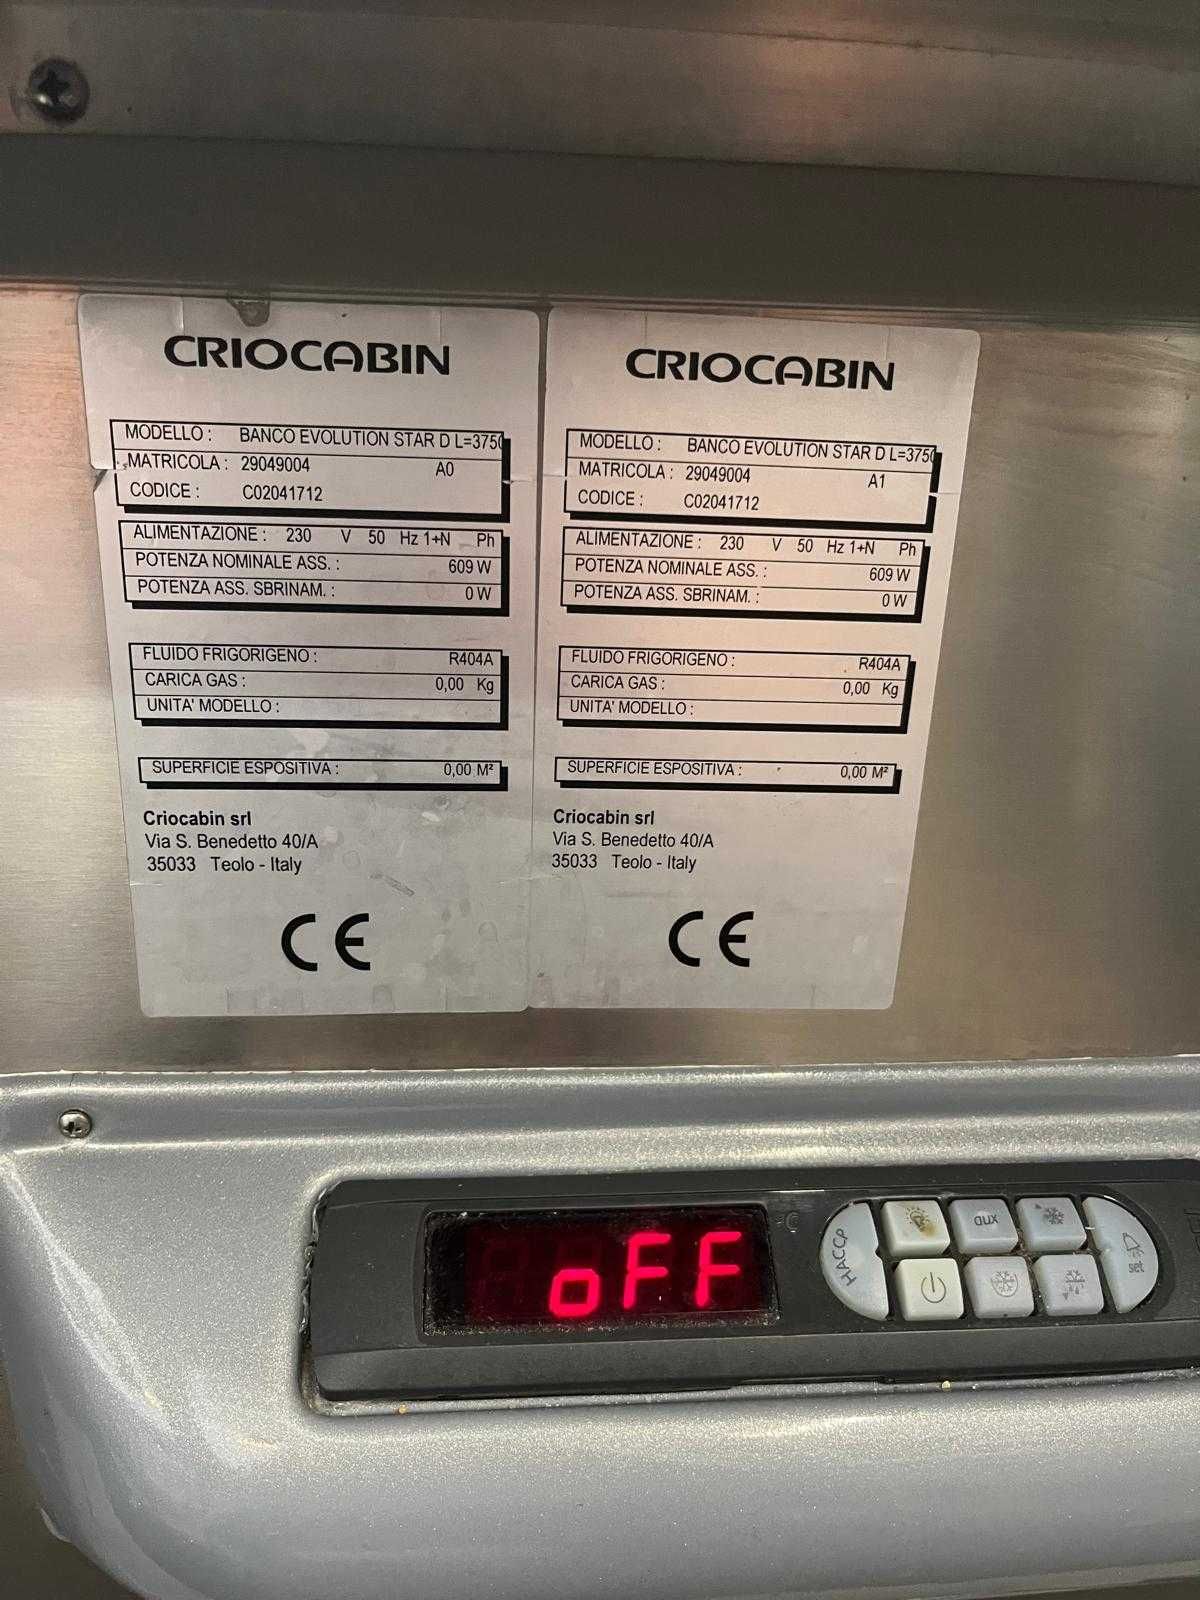 CRIOCABIN
MODELLO : BANCO EVOLUTION STAR D L=3750
MATRICOLA : 29049004 A0
CODICE : C02041712
ALIMENTAZIONE : 230 V 50 Hz 1+N Ph
POTENZA NOMINALE ASS. : 609 W
POTENZA ASS. SBRINAM. : 0 W
FLUIDO FRIGORIGENO : R404A
CARICA GAS : 0,00 Kg
UNITA' MODELLO :
SUPERFICIE ESPOSITIVA : 0,00 M²
Criocabin srl
Via S. Benedetto 40/A
35033 Teolo - Italy
CE
CRIOCABIN
MODELLO : BANCO EVOLUTION STAR D L=3750
MATRICOLA : 29049004 A1
CODICE : C02041712
ALIMENTAZIONE : 230 V 50 Hz 1+N Ph
POTENZA NOMINALE ASS. : 609 W
POTENZA ASS. SBRINAM. : 0 W
FLUIDO FRIGORIGENO : R404A
CARICA GAS : 0,00 Kg
UNITA' MODELLO :
SUPERFICIE ESPOSITIVA : 0,00 M²
Criocabin srl
Via S. Benedetto 40/A
35033 Teolo - Italy
CE
oFF
°C
HACCP
aux
set